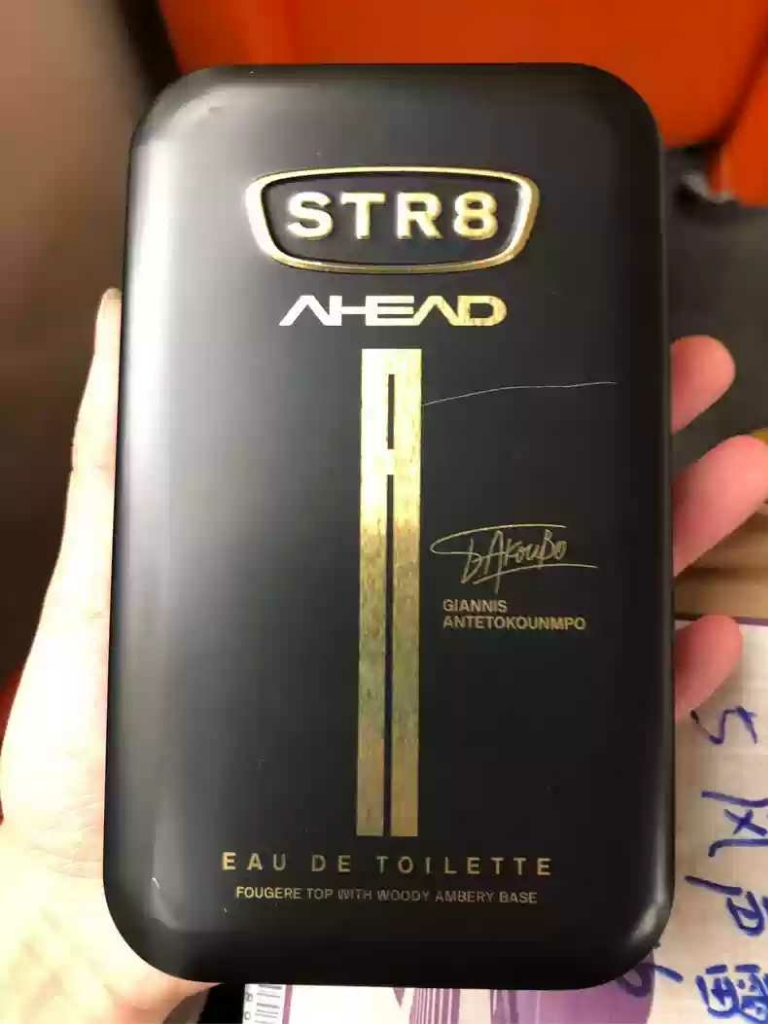 STR8
AHEAD
GIANNIS
ANTETOKOUNMPO
EAU DE TOILETTE
FOUGERE TOP WITH WOODY AMBERY BASE